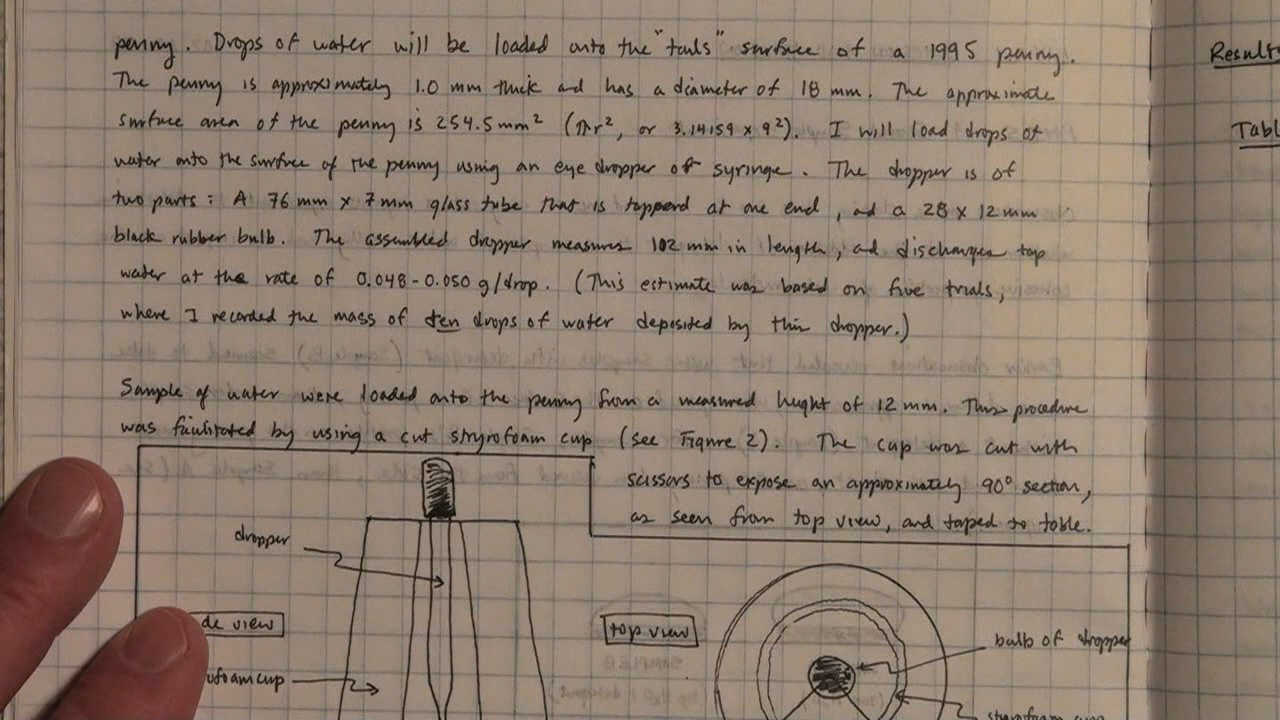 penny. Drops of water will be loaded onto the "tails" surface of a 1995 penny.
The penny is approximately 1.0 mm thick and has a diameter of 18 mm. The approximate
surface area of the penny is 254.5 mm² (πr², or 3.14159 x 9²). I will load drops of
water onto the surface of the penny using an eye dropper or syringe. The dropper is of
two parts: A 76 mm x 7 mm glass tube that is tappered at one end, ad a 28 x 12 mm
black rubber bulb. The assembled dropper measures 102 mm in length, ad discharges tap
water at the rate of 0.048 - 0.050 g/drop. (This estimate was based on five trials,
where I recorded the mass of ten drops of water deposited by this dropper.)
Sample of water were loaded onto the penny from a measured height of 12 mm. This procedure
was facilitated by using a cut styrofoam cup (see Figure 2). The cup was cut with
scissors to expose an approximately 90° section,
as seen from top view, and taped to table.
dropper
de view
ofoam cup
top view
bulb of dropper
Results
Tabl